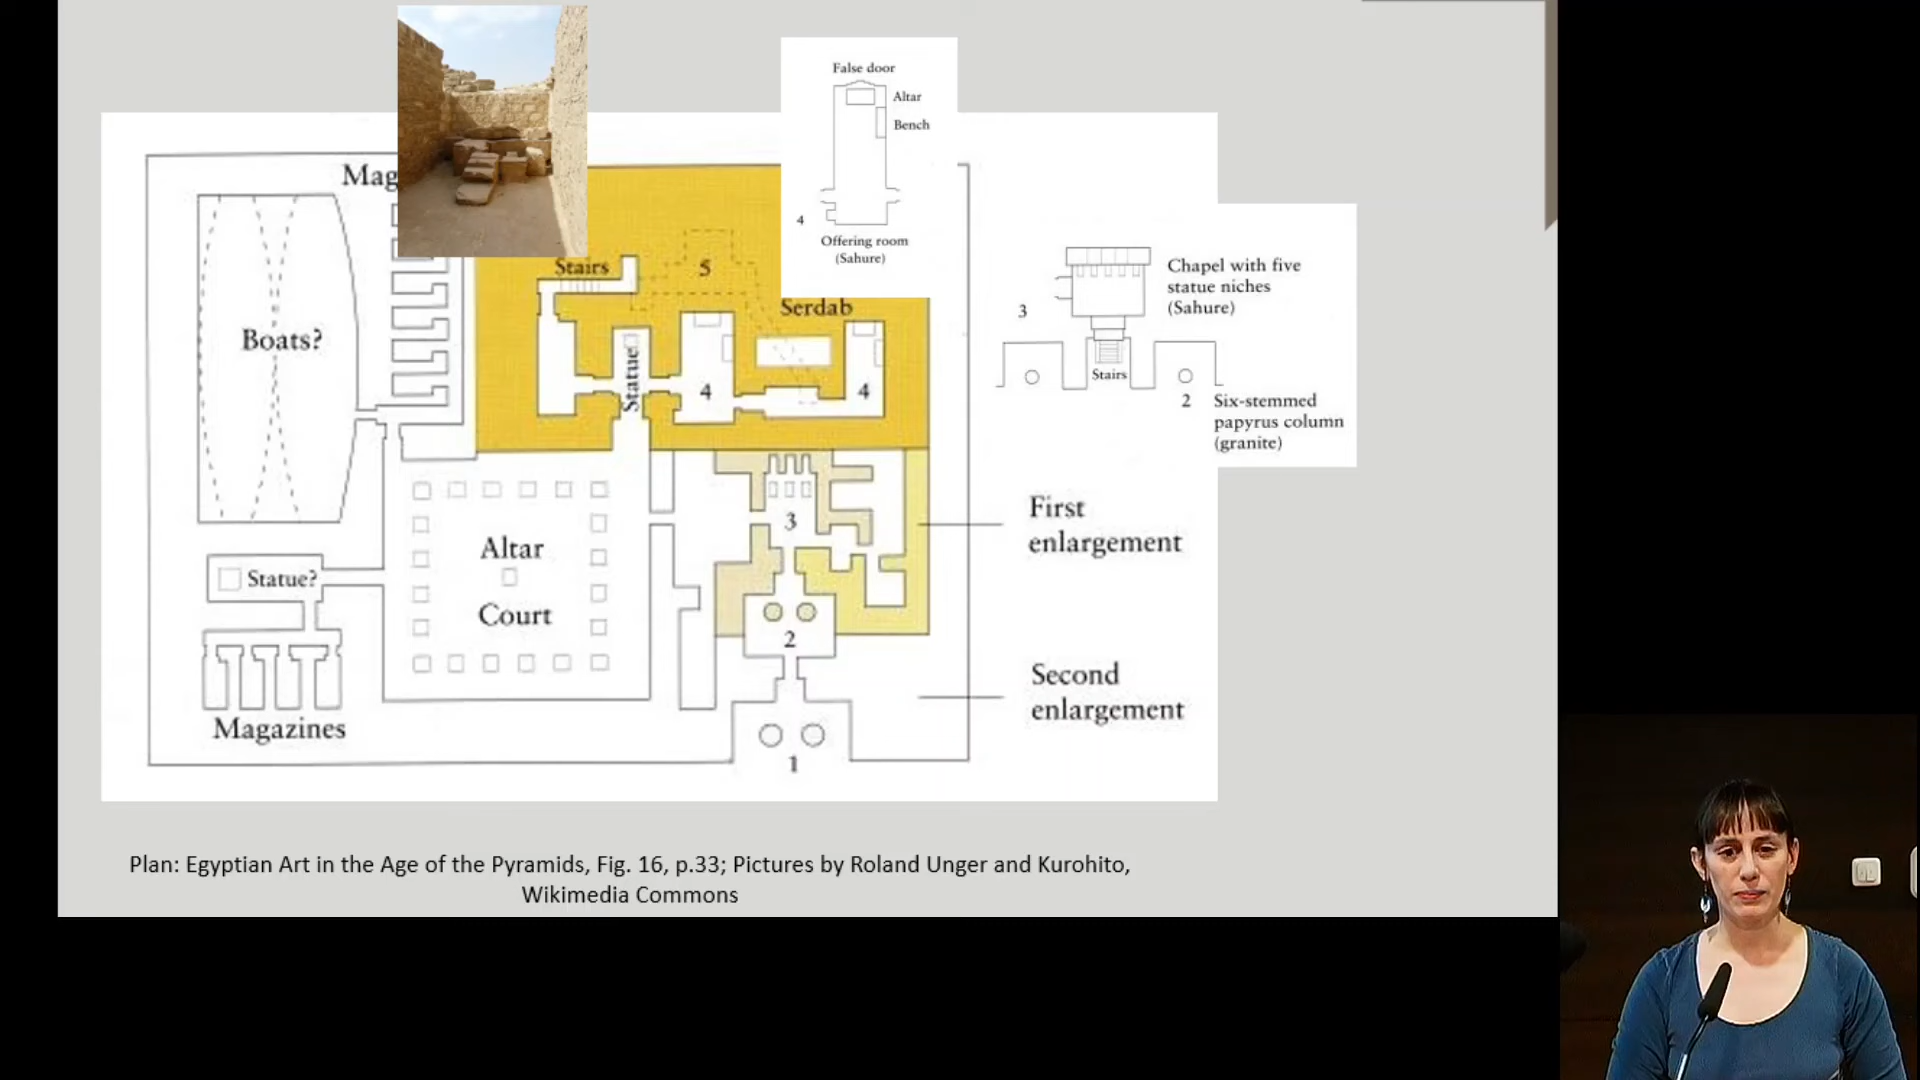 False door
Altar
Bench
4
Offering room
(Sahure)
Mag
Stairs
5
Serdab
Boats?
Statue
4
4
3
Chapel with five
statue niches
(Sahure)
Stairs
2
Six-stemmed
papyrus column
(granite)
3
First
enlargement
Altar
Court
Statue?
2
Second
enlargement
Magazines
1
Plan: Egyptian Art in the Age of the Pyramids, Fig. 16, p.33; Pictures by Roland Unger and Kurohito,
Wikimedia Commons